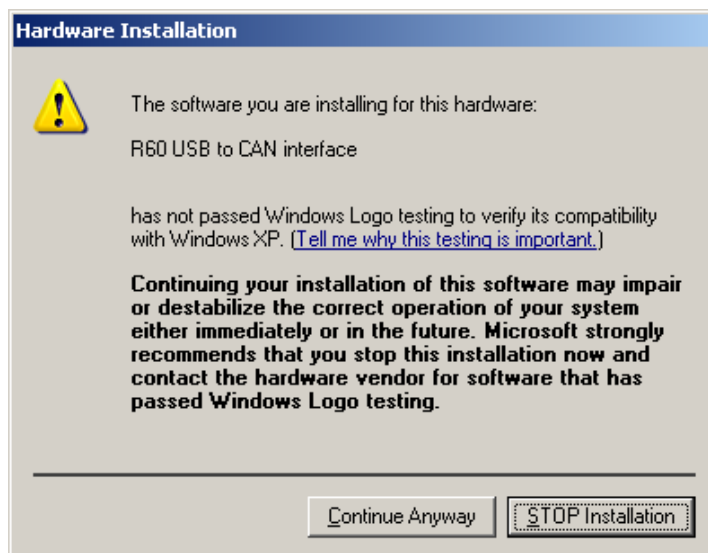 Hardware Installation
The software you are installing for this hardware:
R60 USB to CAN interface
has not passed Windows Logo testing to verify its compatibility
with Windows XP. (Tell me why this testing is important.)
Continuing your installation of this software may impair
or destabilize the correct operation of your system
either immediately or in the future. Microsoft strongly
recommends that you stop this installation now and
contact the hardware vendor for software that has
passed Windows Logo testing.
Continue Anyway
STOP Installation